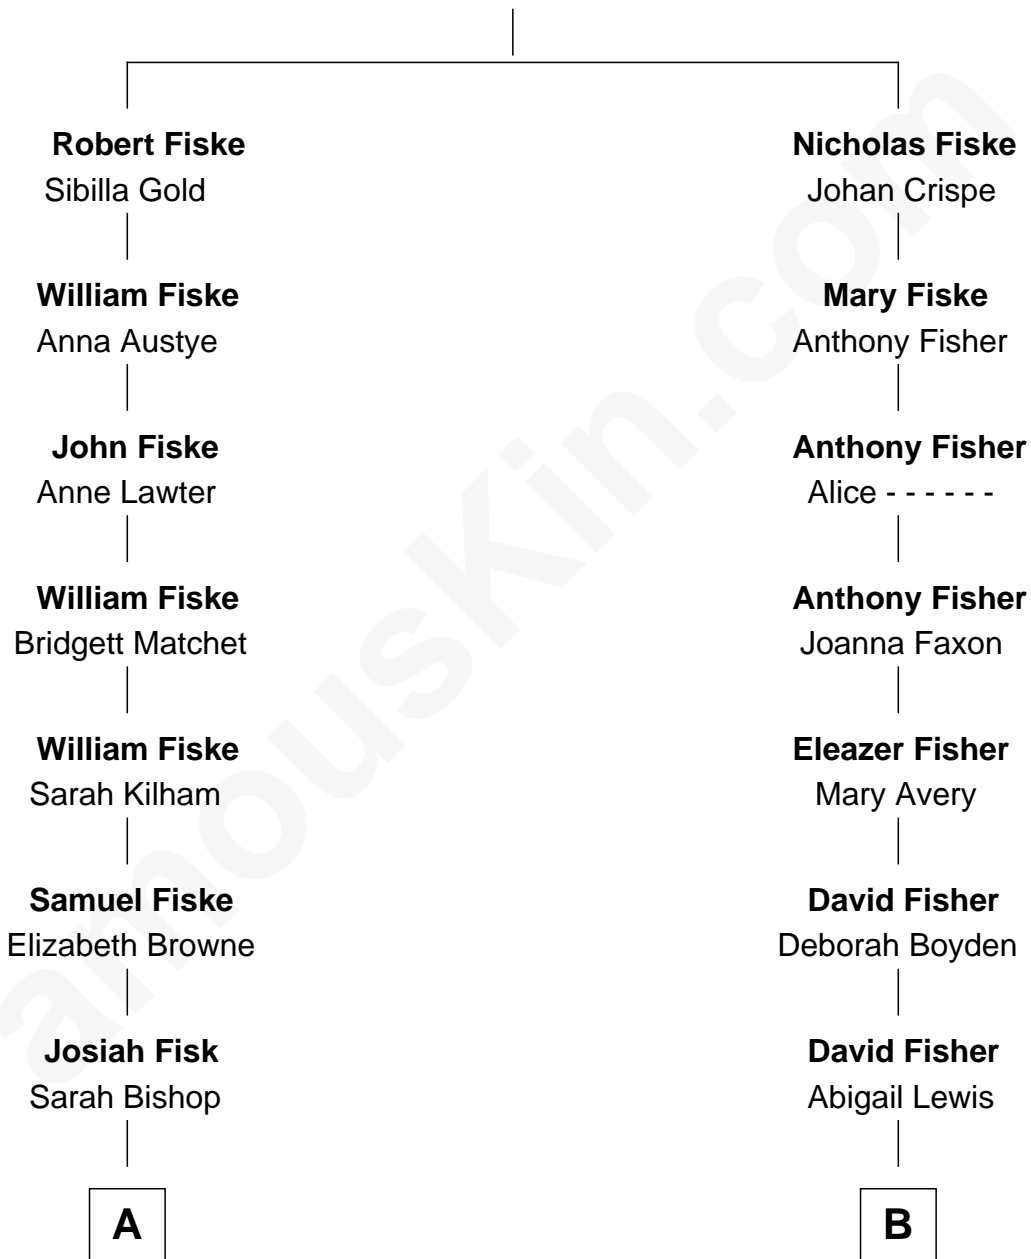 Robert Fiske
Sibilla Gold
William Fiske
Anna Austye
John Fiske
Anne Lawter
William Fiske
Bridgett Matchet
William Fiske
Sarah Kilham
Samuel Fiske
Elizabeth Browne
Josiah Fisk
Sarah Bishop
A
Nicholas Fiske
Johan Crispe
Mary Fiske
Anthony Fisher
Anthony Fisher
Alice - - - - - -
Anthony Fisher
Joanna Faxon
Eleazer Fisher
Mary Avery
David Fisher
Deborah Boyden
David Fisher
Abigail Lewis
B
amousKin.com